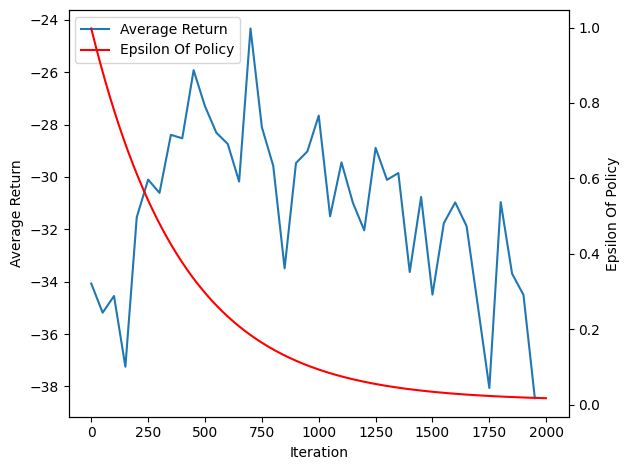 Average Return
Epsilon Of Policy
−24
−26
−28
−30
−32
−34
−36
−38
Average Return
1.0
0.8
0.6
0.4
0.2
0.0
Epsilon Of Policy
0 250 500 750 1000 1250 1500 1750 2000
Iteration